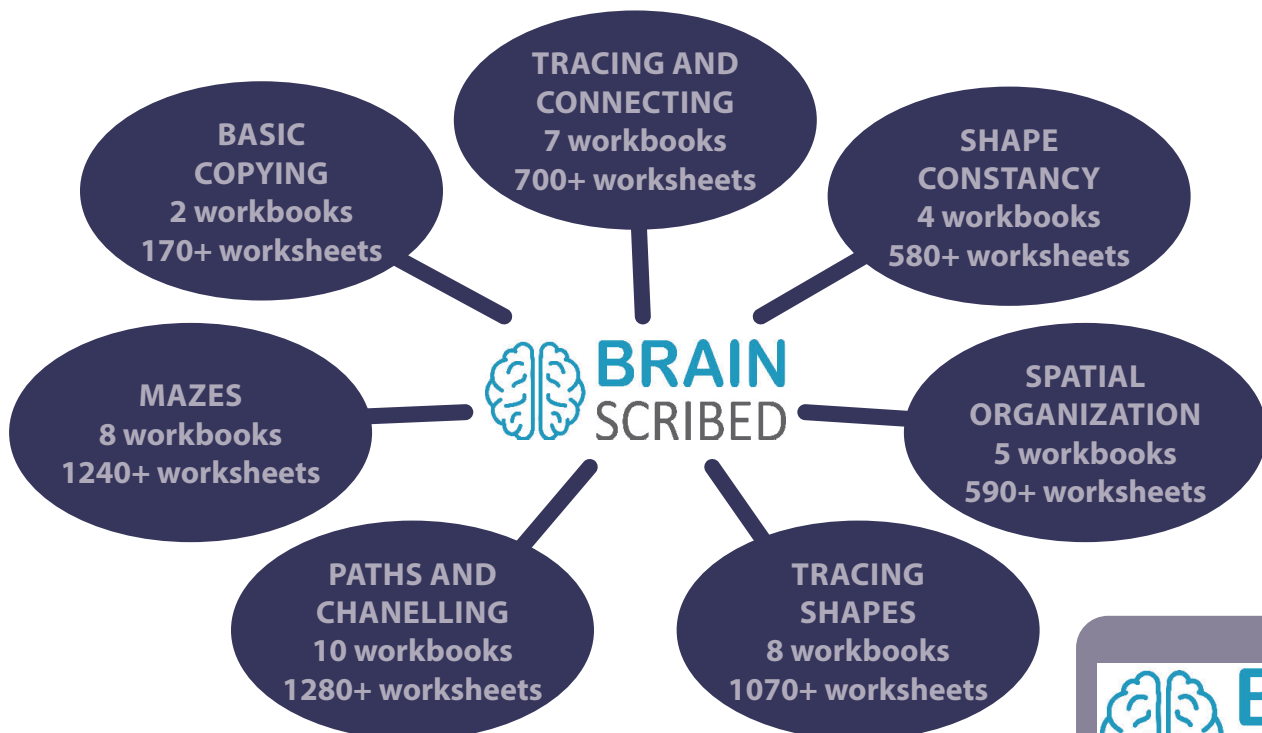 TRACING AND
CONNECTING
7 workbooks
700+ worksheets
BASIC
COPYING
2 workbooks
170+ worksheets
SHAPE
CONSTANCY
4 workbooks
580+ worksheets
BRAIN
SCRIBED
MAZES
8 workbooks
1240+ worksheets
SPATIAL
ORGANIZATION
5 workbooks
590+ worksheets
PATHS AND
CHANELLING
10 workbooks
1280+ worksheets
TRACING
SHAPES
8 workbooks
1070+ worksheets